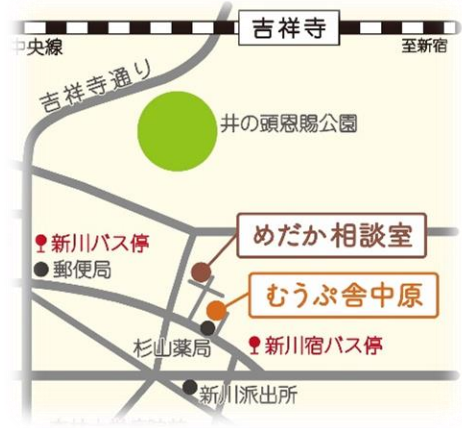 吉祥寺
中央線
至新宿
吉祥寺通り
井の頭恩賜公園
めだか相談室
新川バス停
郵便局
むうぷ舎中原
杉山薬局
新川宿バス停
新川派出所